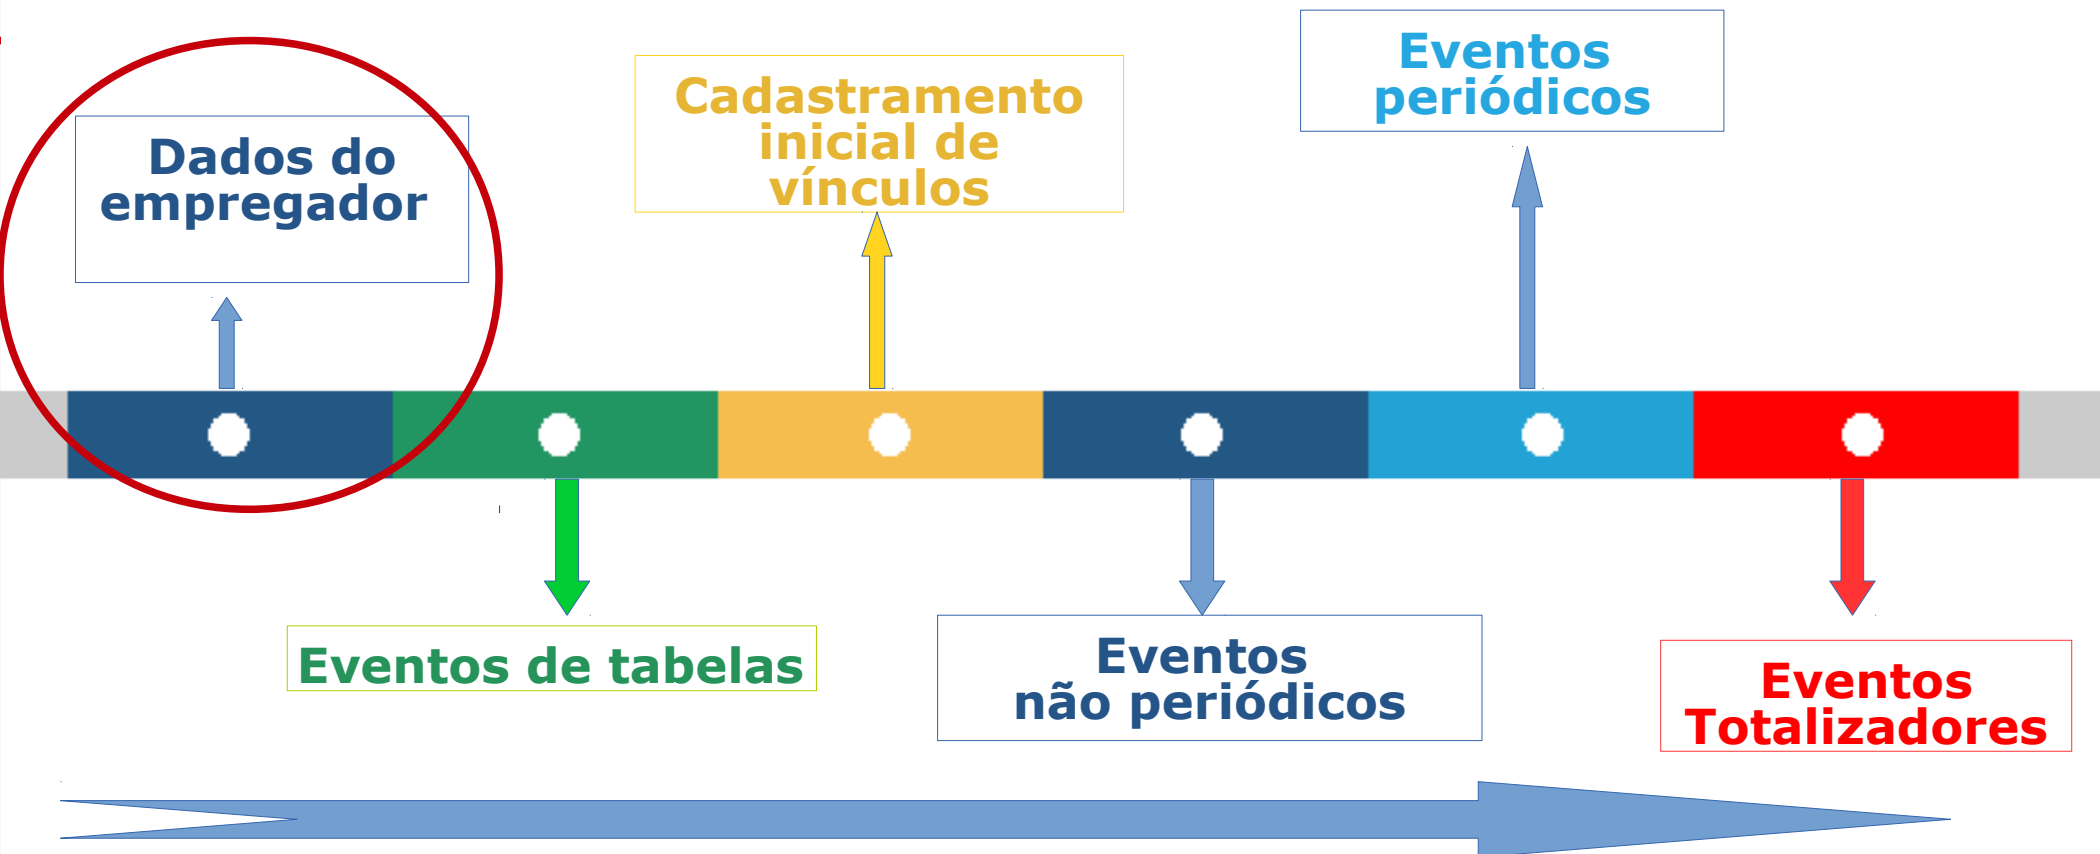 Dados do
empregador
Cadastramento
inicial de
vínculos
Eventos
periódicos
Eventos de tabelas
Eventos
não periódicos
Eventos
Totalizadores